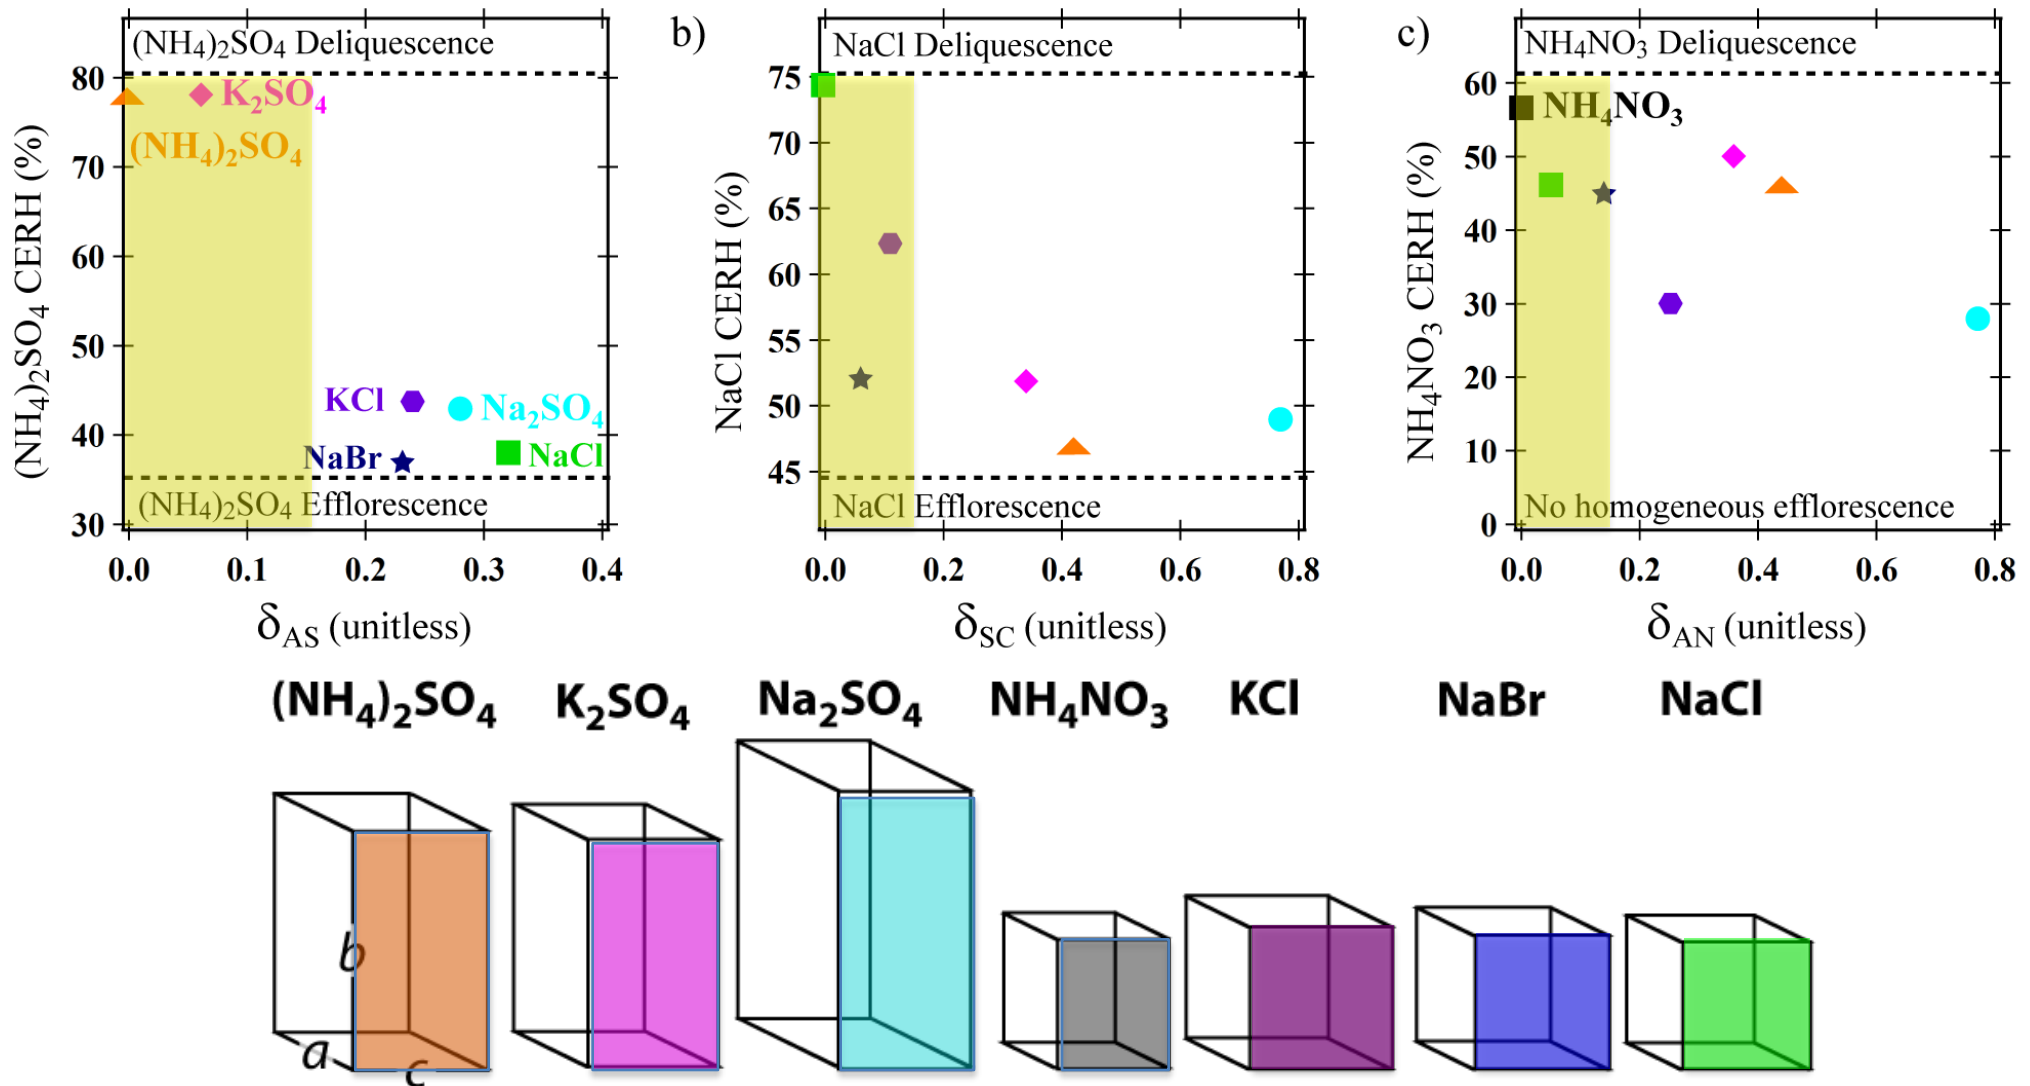 (NH4)2SO4 Deliquescence
80
K₂SO₄
(NH₄)₂SO₄
70
60
50
KCl
Na₂SO₄
40
NaBr
NaCl
(NH4)2SO4 Efflorescence
30
0.0 0.1 0.2 0.3 0.4
(NH4)2SO4 CERH (%)
δAS (unitless)
b)
NaCl Deliquescence
75
70
65
60
55
50
45
NaCl Efflorescence
0.0 0.2 0.4 0.6 0.8
NaCl CERH (%)
δSC (unitless)
c)
NH4NO3 Deliquescence
60
NH₄NO₃
50
40
30
20
10
No homogeneous efflorescence
0
0.0 0.2 0.4 0.6 0.8
NH4NO3 CERH (%)
δAN (unitless)
(NH₄)₂SO₄ K₂SO₄ Na₂SO₄ NH₄NO₃ KCl NaBr NaCl
b
a
c